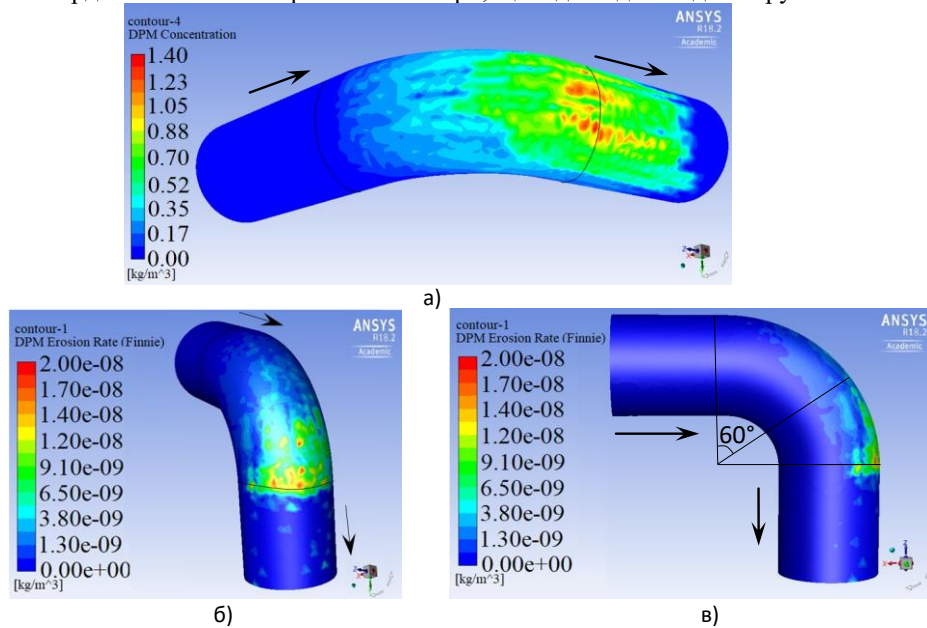 contour-4
DPM Concentration
ANSYS
R18.2
Academic
1.40
1.23
1.05
0.88
0.70
0.52
0.35
0.17
0.00
[kg/m^3]
Z
X
Y
а)
contour-1
DPM Erosion Rate (Finnie)
ANSYS
R18.2
Academic
2.00e-08
1.70e-08
1.40e-08
1.20e-08
9.10e-09
6.50e-09
3.80e-09
1.30e-09
0.00e+00
[kg/m^3]
Z
б)
contour-1
DPM Erosion Rate (Finnie)
ANSYS
R18.2
Academic
2.00e-08
1.70e-08
1.40e-08
1.20e-08
9.10e-09
6.50e-09
3.80e-09
1.30e-09
0.00e+00
[kg/m^3]
60°
Z
X
в)